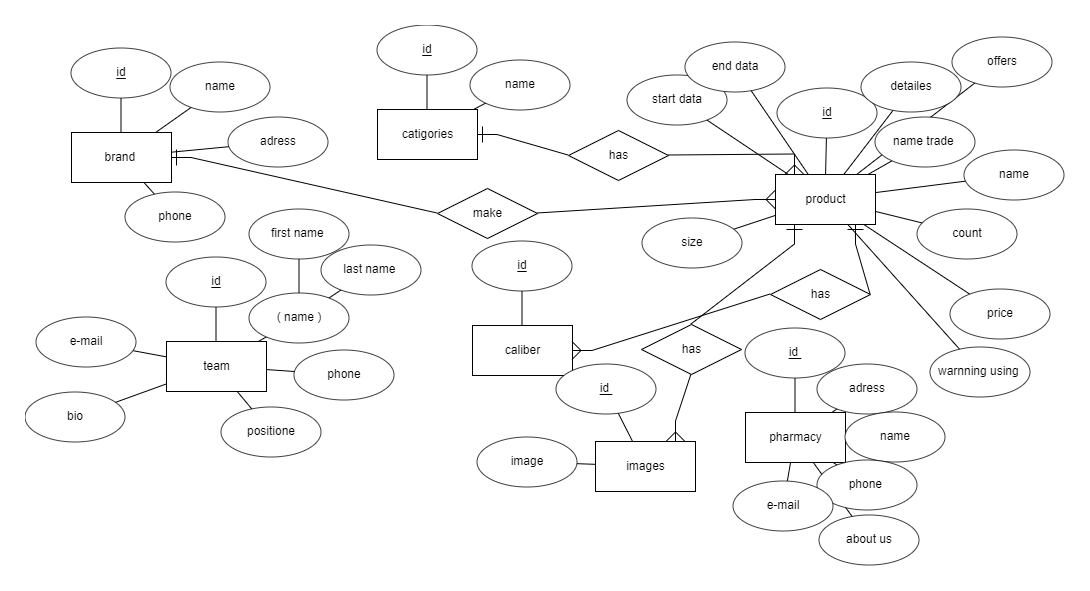 id
name
adress
brand
phone
id
name
catigories
has
make
start data
end data
id
detailes
offers
name trade
name
product
count
size
price
warnning using
first name
last name
id
( name )
e-mail
team
phone
bio
positione
id
caliber
has
has
id
image
images
id
adress
pharmacy
name
phone
e-mail
about us